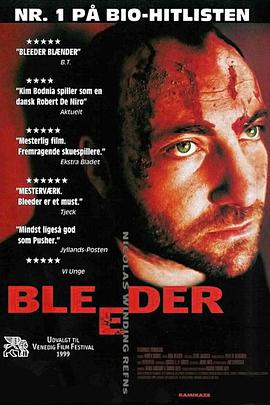 NR. 1 PÅ BIO-HITLISTEN
"BLEEDER BLÆNDER"
B.T.
"Kim Bodnia spiller som en
dansk Robert De Niro"
Aktuelt
"Mesterlig film.
Fremragende skuespillere."
Ekstra Bladet
"MESTERVÆRK.
Bleeder er et must."
Tjeck
"Mindst ligeså god
som Pusher."
Jyllands-Posten
Vi Unge
NICOLAS WINDING REFNs
BLEEDER
UDVALGT TIL
VENEDIG FILM FESTIVAL
1999
KAMIKAZE